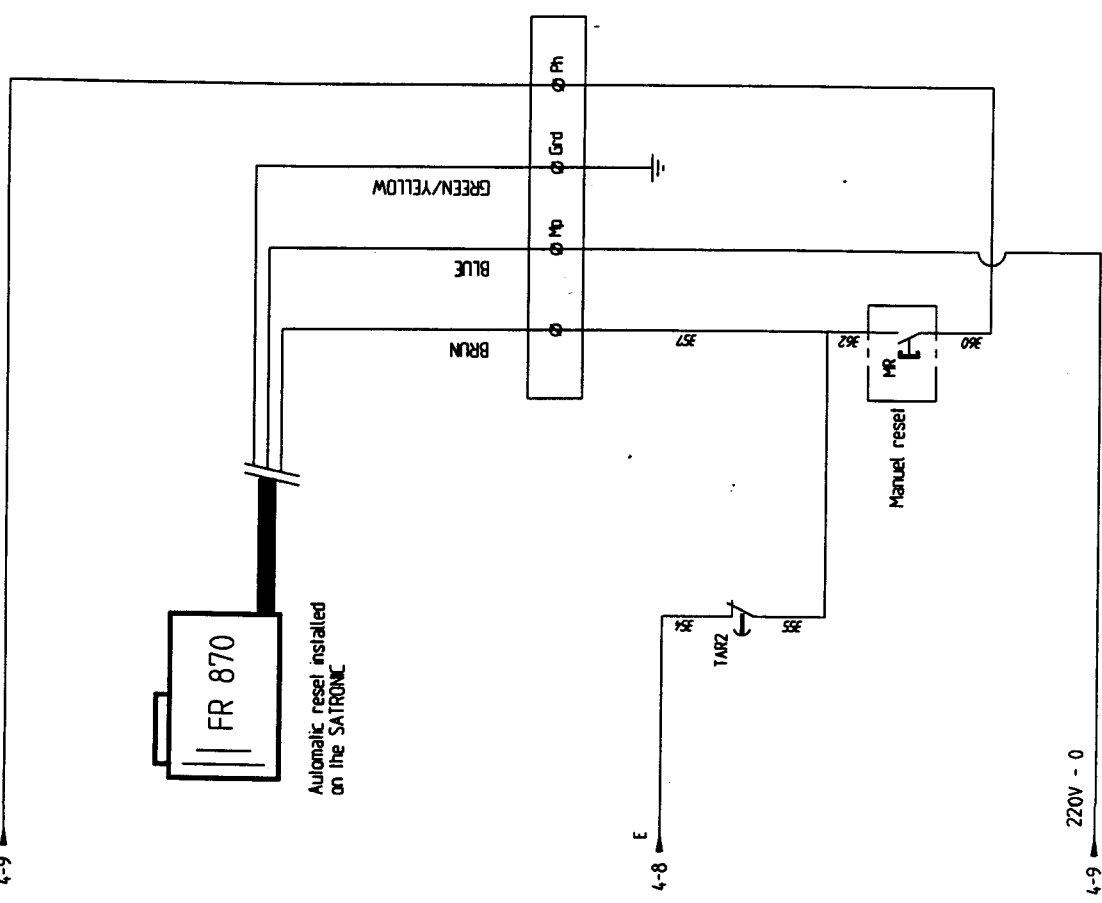 4-9
FR 870
Automatic reset installed
on the SATRONIC
GREEN/YELLOW
BLUE
BRUN
Ph
Grd
Mp
357
362
360
MR
Manuel reset
354
355
TAR2
E
4-8
220V - 0
4-9